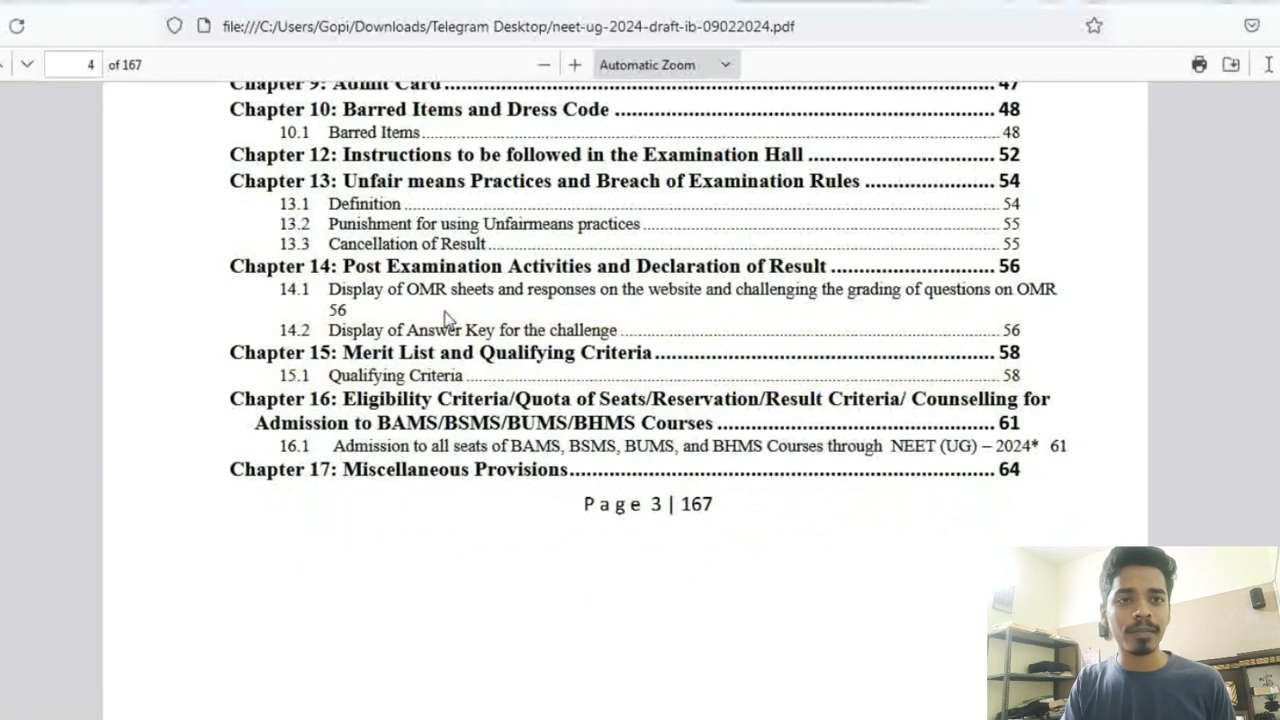 file:///C:/Users/Gopi/Downloads/Telegram Desktop/neet-ug-2024-draft-ib-09022024.pdf
4 of 167
Automatic Zoom
Chapter 9: Admit Card 47
Chapter 10: Barred Items and Dress Code 48
10.1 Barred Items 48
Chapter 12: Instructions to be followed in the Examination Hall 52
Chapter 13: Unfair means Practices and Breach of Examination Rules 54
13.1 Definition 54
13.2 Punishment for using Unfairmeans practices 55
13.3 Cancellation of Result 55
Chapter 14: Post Examination Activities and Declaration of Result 56
14.1 Display of OMR sheets and responses on the website and challenging the grading of questions on OMR
56
14.2 Display of Answer Key for the challenge 56
Chapter 15: Merit List and Qualifying Criteria 58
15.1 Qualifying Criteria 58
Chapter 16: Eligibility Criteria/Quota of Seats/Reservation/Result Criteria/ Counselling for
Admission to BAMS/BSMS/BUMS/BHMS Courses 61
16.1 Admission to all seats of BAMS, BSMS, BUMS, and BHMS Courses through NEET (UG) – 2024* 61
Chapter 17: Miscellaneous Provisions 64
Page 3 | 167